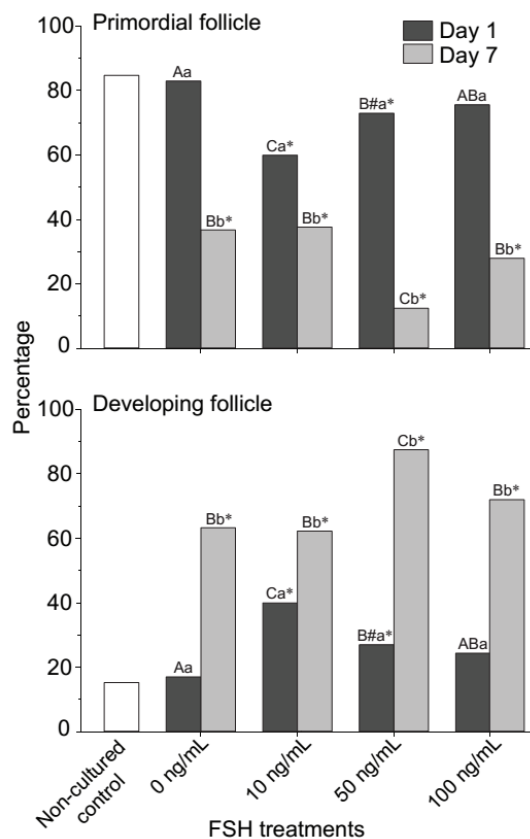 Primordial follicle
Day 1
Day 7
100
80
60
40
20
0
Aa
Bb*
Ca*
Bb*
B#a*
Cb*
ABa
Bb*
Percentage
Developing follicle
100
80
60
40
20
0
Aa
Bb*
Ca*
Bb*
B#a*
Cb*
ABa
Bb*
Non-cultured
control
0 ng/mL
10 ng/mL
50 ng/mL
100 ng/mL
FSH treatments